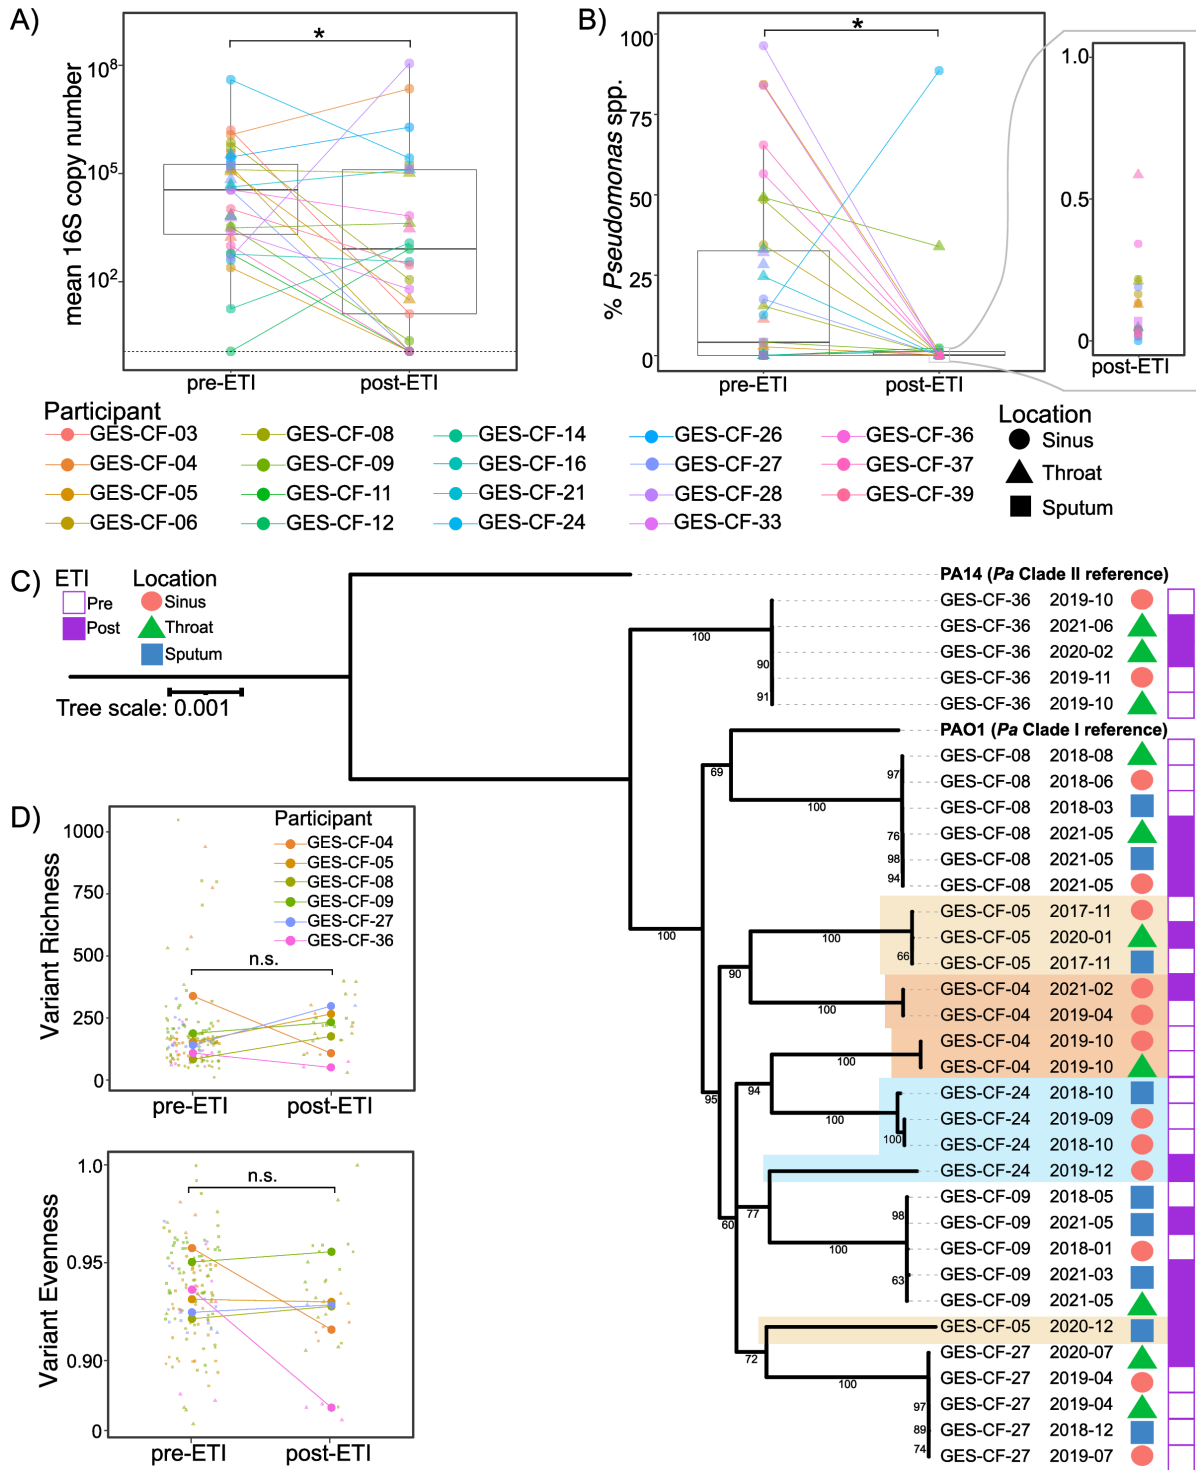 A)
*
mean 16S copy number
10⁸
10⁵
10²
pre-ETI post-ETI
B)
*
% Pseudomonas spp.
100
75
50
25
0
pre-ETI post-ETI
1.0
0.5
0
post-ETI
Participant
GES-CF-03 GES-CF-08 GES-CF-14 GES-CF-26 GES-CF-36
GES-CF-04 GES-CF-09 GES-CF-16 GES-CF-27 GES-CF-37
GES-CF-05 GES-CF-11 GES-CF-21 GES-CF-28 GES-CF-39
GES-CF-06 GES-CF-12 GES-CF-24 GES-CF-33
Location
Sinus
Throat
Sputum
C)
ETI
Pre
Post
Location
Sinus
Throat
Sputum
Tree scale: 0.001
PA14 (Pa Clade II reference)
GES-CF-36 2019-10
GES-CF-36 2021-06
100
GES-CF-36 2020-02
90
GES-CF-36 2019-11
91
GES-CF-36 2019-10
PAO1 (Pa Clade I reference)
GES-CF-08 2018-08
69
97
GES-CF-08 2018-06
100
GES-CF-08 2018-03
76
GES-CF-08 2021-05
98
GES-CF-08 2021-05
94
GES-CF-08 2021-05
GES-CF-05 2017-11
100
100
GES-CF-05 2020-01
66
GES-CF-05 2017-11
90
GES-CF-04 2021-02
100
GES-CF-04 2019-04
GES-CF-04 2019-10
100
GES-CF-04 2019-10
95
94
GES-CF-24 2018-10
100
GES-CF-24 2019-09
100
GES-CF-24 2018-10
GES-CF-24 2019-12
GES-CF-09 2018-05
60
77
98
GES-CF-09 2021-05
100
GES-CF-09 2018-01
63
GES-CF-09 2021-03
GES-CF-09 2021-05
GES-CF-05 2020-12
72
GES-CF-27 2020-07
100
GES-CF-27 2019-04
97
GES-CF-27 2019-04
89
GES-CF-27 2018-12
74
GES-CF-27 2019-07
D)
Variant Richness
1000
750
500
250
0
Participant
GES-CF-04
GES-CF-05
GES-CF-08
GES-CF-09
GES-CF-27
GES-CF-36
n.s.
pre-ETI post-ETI
Variant Evenness
1.0
0.95
0.90
0
n.s.
pre-ETI post-ETI